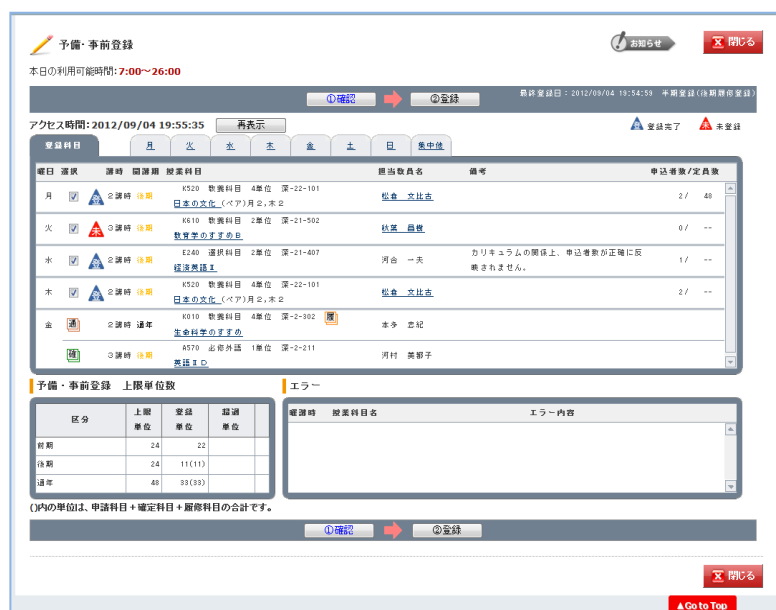 予備・事前登録
お知らせ
閉じる
本日の利用可能時間:7:00～26:00
①確認
②登録
最終登録日：2012/09/04 19:54:59 半期登録(後期履修登録)
アクセス時間:2012/09/04 19:55:35
再表示
登 登録完了 未 未登録
登録科目 月 火 水 木 金 土 日 集中他
曜日 選択 講時 開講期 授業科目 担当教員名 備考 申込者数/定員数
K520 教養科目 4単位 深-22-101
月 登 2講時 後期 松倉 文比古 2/ 40
日本の文化 (ペア)月２,木２
K610 教養科目 2単位 深-21-502
火 未 3講時 後期 秋葉 昌樹 0/ --
教育学のすすめＢ
E240 選択科目 2単位 深-21-407
水 登 2講時 後期 河合 一夫 カリキュラムの関係上、申込者数が正確に反 1/ --
経済英語Ⅱ 映されません。
K520 教養科目 4単位 深-22-101
木 登 2講時 後期 松倉 文比古 2/ --
日本の文化 (ペア)月２,木２
K010 教養科目 4単位 深-2-302 履
金 通 2講時 通年 本多 忠紀
生命科学のすすめ
A570 必修外語 1単位 深-2-211
確 3講時 後期 河村 美都子
英語ⅡＤ
予備・事前登録 上限単位数
エラー
区分 上限単位 登録単位 超過単位
曜講時 授業科目名 エラー内容
前期 24 22
後期 24 11(11)
通年 48 33(33)
()内の単位は、申請科目＋確定科目＋履修科目の合計です。
①確認
②登録
閉じる
▲Go to Top